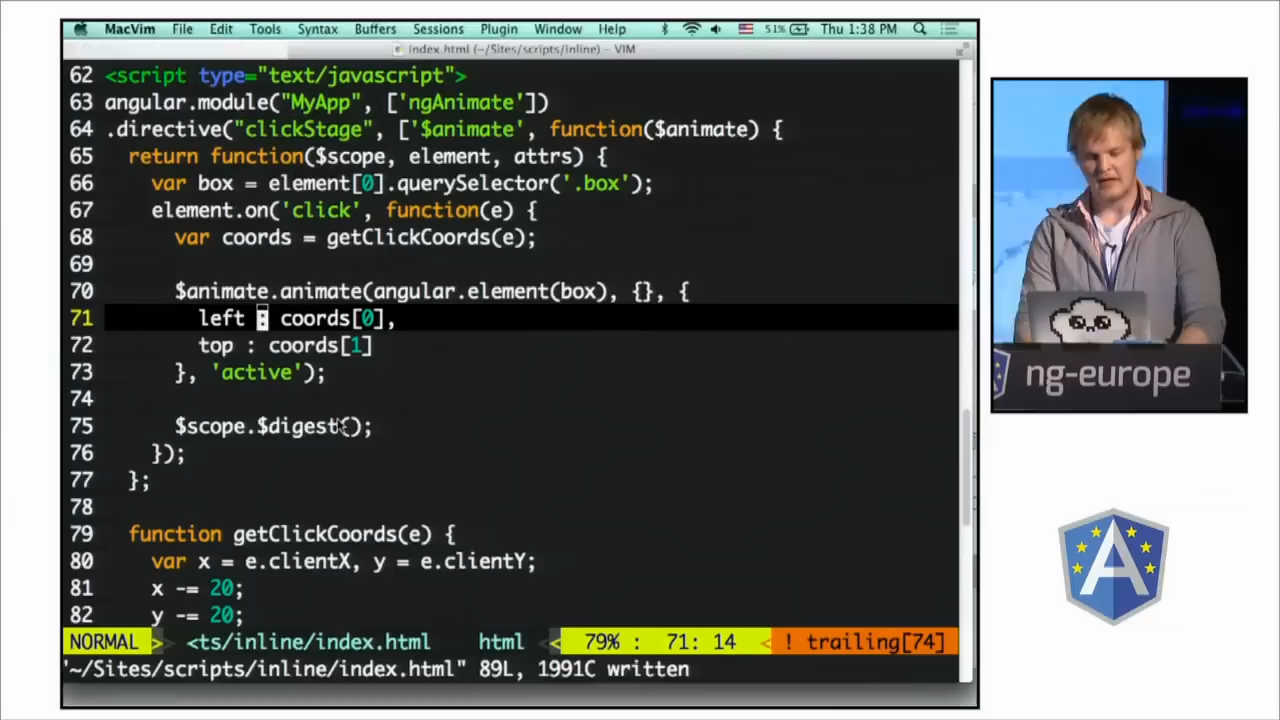 MacVim File Edit Tools Syntax Buffers Sessions Plugin Window Help 51% Thu 1:38 PM
index.html (~/Sites/scripts/inline) – VIM
62 <script type="text/javascript">
63 angular.module("MyApp", ['ngAnimate'])
64 .directive("clickStage", ['$animate', function($animate) {
65 return function($scope, element, attrs) {
66 var box = element[0].querySelector('.box');
67 element.on('click', function(e) {
68 var coords = getClickCoords(e);
69
70 $animate.animate(angular.element(box), {}, {
71 left : coords[0],
72 top : coords[1]
73 }, 'active');
74
75 $scope.$digest();
76 });
77 };
78
79 function getClickCoords(e) {
80 var x = e.clientX, y = e.clientY;
81 x -= 20;
82 y -= 20;
NORMAL > <ts/inline/index.html html < 79% : 71: 14 < ! trailing[74]
'~/Sites/scripts/inline/index.html" 89L, 1991C written
ng-europe
A